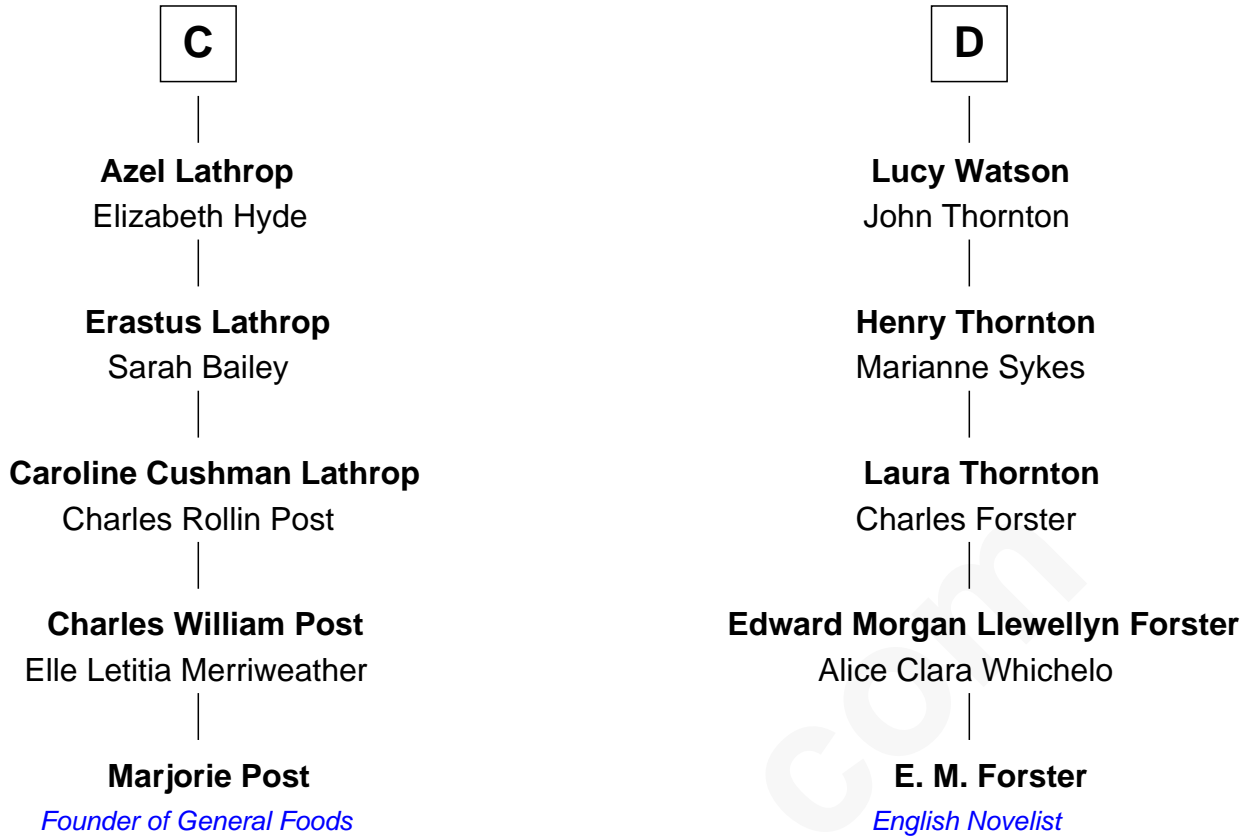 C
Azel Lathrop
Elizabeth Hyde
Erastus Lathrop
Sarah Bailey
Caroline Cushman Lathrop
Charles Rollin Post
Charles William Post
Elle Letitia Merriweather
Marjorie Post
Founder of General Foods
D
Lucy Watson
John Thornton
Henry Thornton
Marianne Sykes
Laura Thornton
Charles Forster
Edward Morgan Llewellyn Forster
Alice Clara Whichelo
E. M. Forster
English Novelist
com